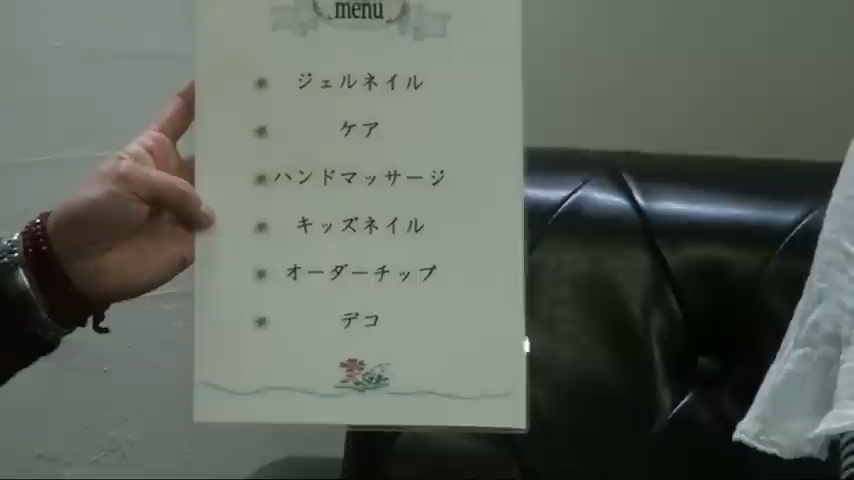 menu
ジェルネイル
ケア
ハンドマッサージ
キッズネイル
オーダーチップ
デコ